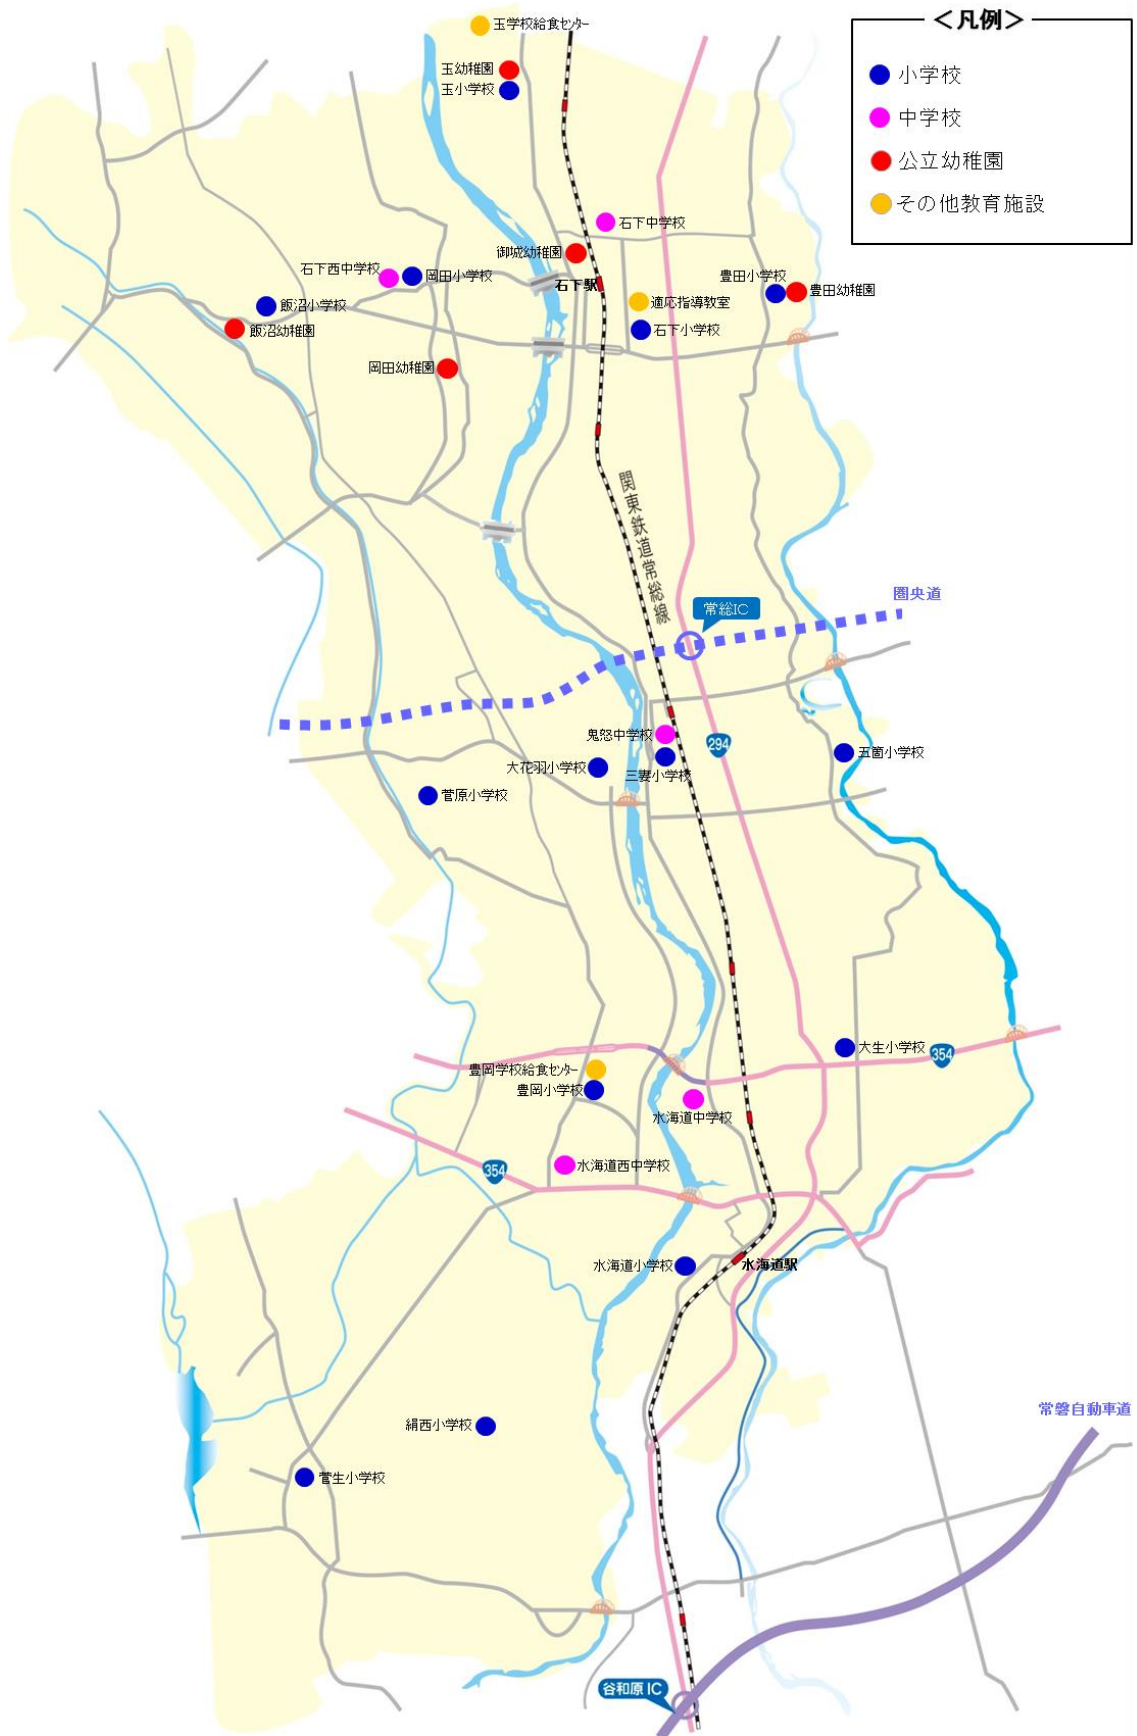 ＜凡例＞
小学校
中学校
公立幼稚園
その他教育施設
玉学校給食センター
玉幼稚園
玉小学校
石下中学校
御城幼稚園
石下西中学校
岡田小学校
石下駅
豊田小学校
豊田幼稚園
飯沼小学校
適応指導教室
飯沼幼稚園
石下小学校
岡田幼稚園
関東鉄道常総線
圏央道
常総IC
鬼怒中学校
294
五箇小学校
大花羽小学校
三妻小学校
菅原小学校
大生小学校
354
豊岡学校給食センター
豊岡小学校
水海道中学校
水海道西中学校
354
水海道小学校
水海道駅
常磐自動車道
絹西小学校
菅生小学校
谷和原IC